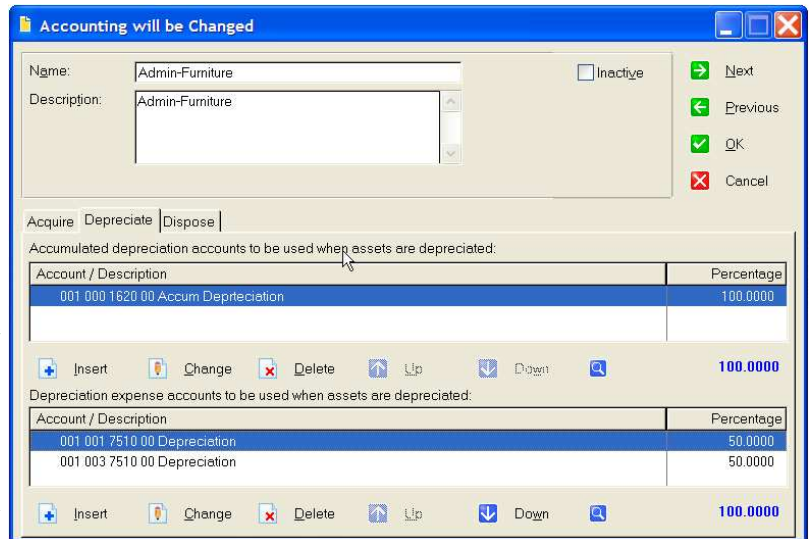 Accounting will be Changed
Name: Admin-Furniture Inactive Next
Description: Admin-Furniture Previous
OK
Cancel
Acquire Depreciate Dispose
Accumulated depreciation accounts to be used when assets are depreciated:
Account / Description Percentage
001 000 1620 00 Accum Deprteciation 100.0000
Insert Change Delete Up Down 100.0000
Depreciation expense accounts to be used when assets are depreciated:
Account / Description Percentage
001 001 7510 00 Depreciation 50.0000
001 003 7510 00 Depreciation 50.0000
Insert Change Delete Up Down 100.0000